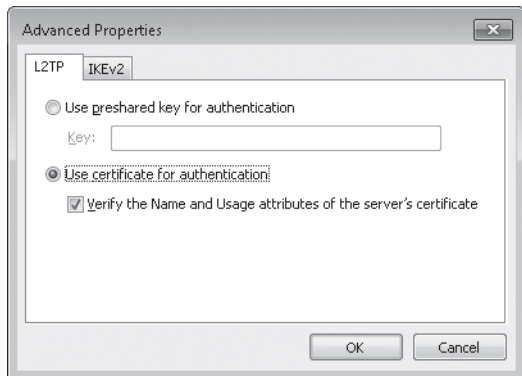 Advanced Properties
L2TP IKEv2
Use preshared key for authentication
Key:
Use certificate for authentication
Verify the Name and Usage attributes of the server's certificate
OK Cancel